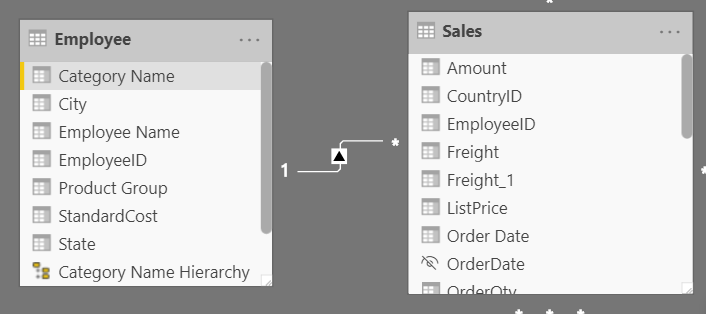 Employee
Category Name
City
Employee Name
EmployeeID
Product Group
StandardCost
State
Category Name Hierarchy
1
*
Sales
Amount
CountryID
EmployeeID
Freight
Freight_1
ListPrice
Order Date
OrderDate
OrderQty
*
*
* * *